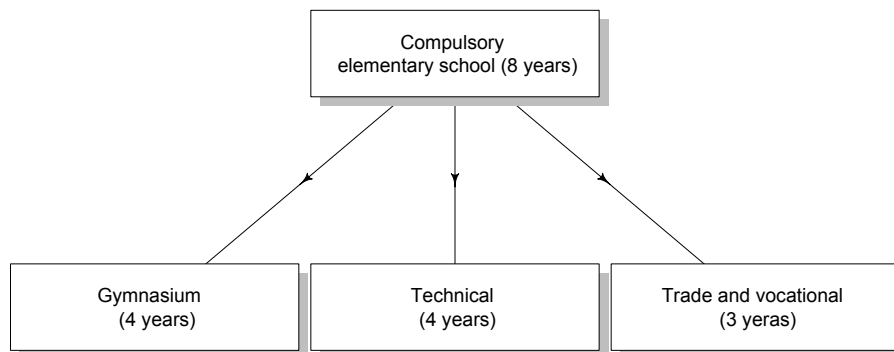 Compulsory
elementary school (8 years)
Gymnasium
(4 years)
Technical
(4 years)
Trade and vocational
(3 yeras)